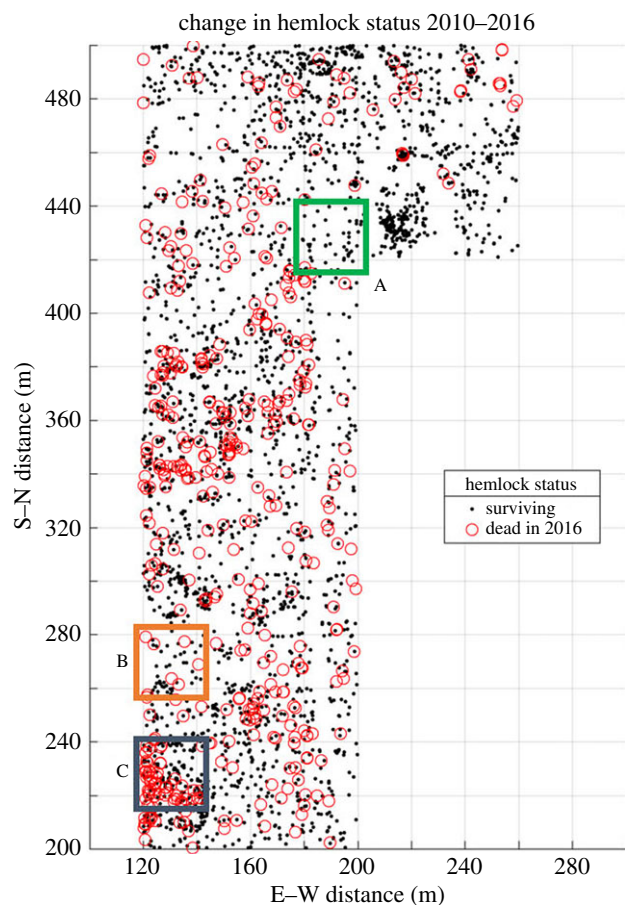 change in hemlock status 2010–2016
480
440
A
400
360
S–N distance (m)
hemlock status
surviving
dead in 2016
320
280
B
240
C
200
120 160 200 240 280
E–W distance (m)